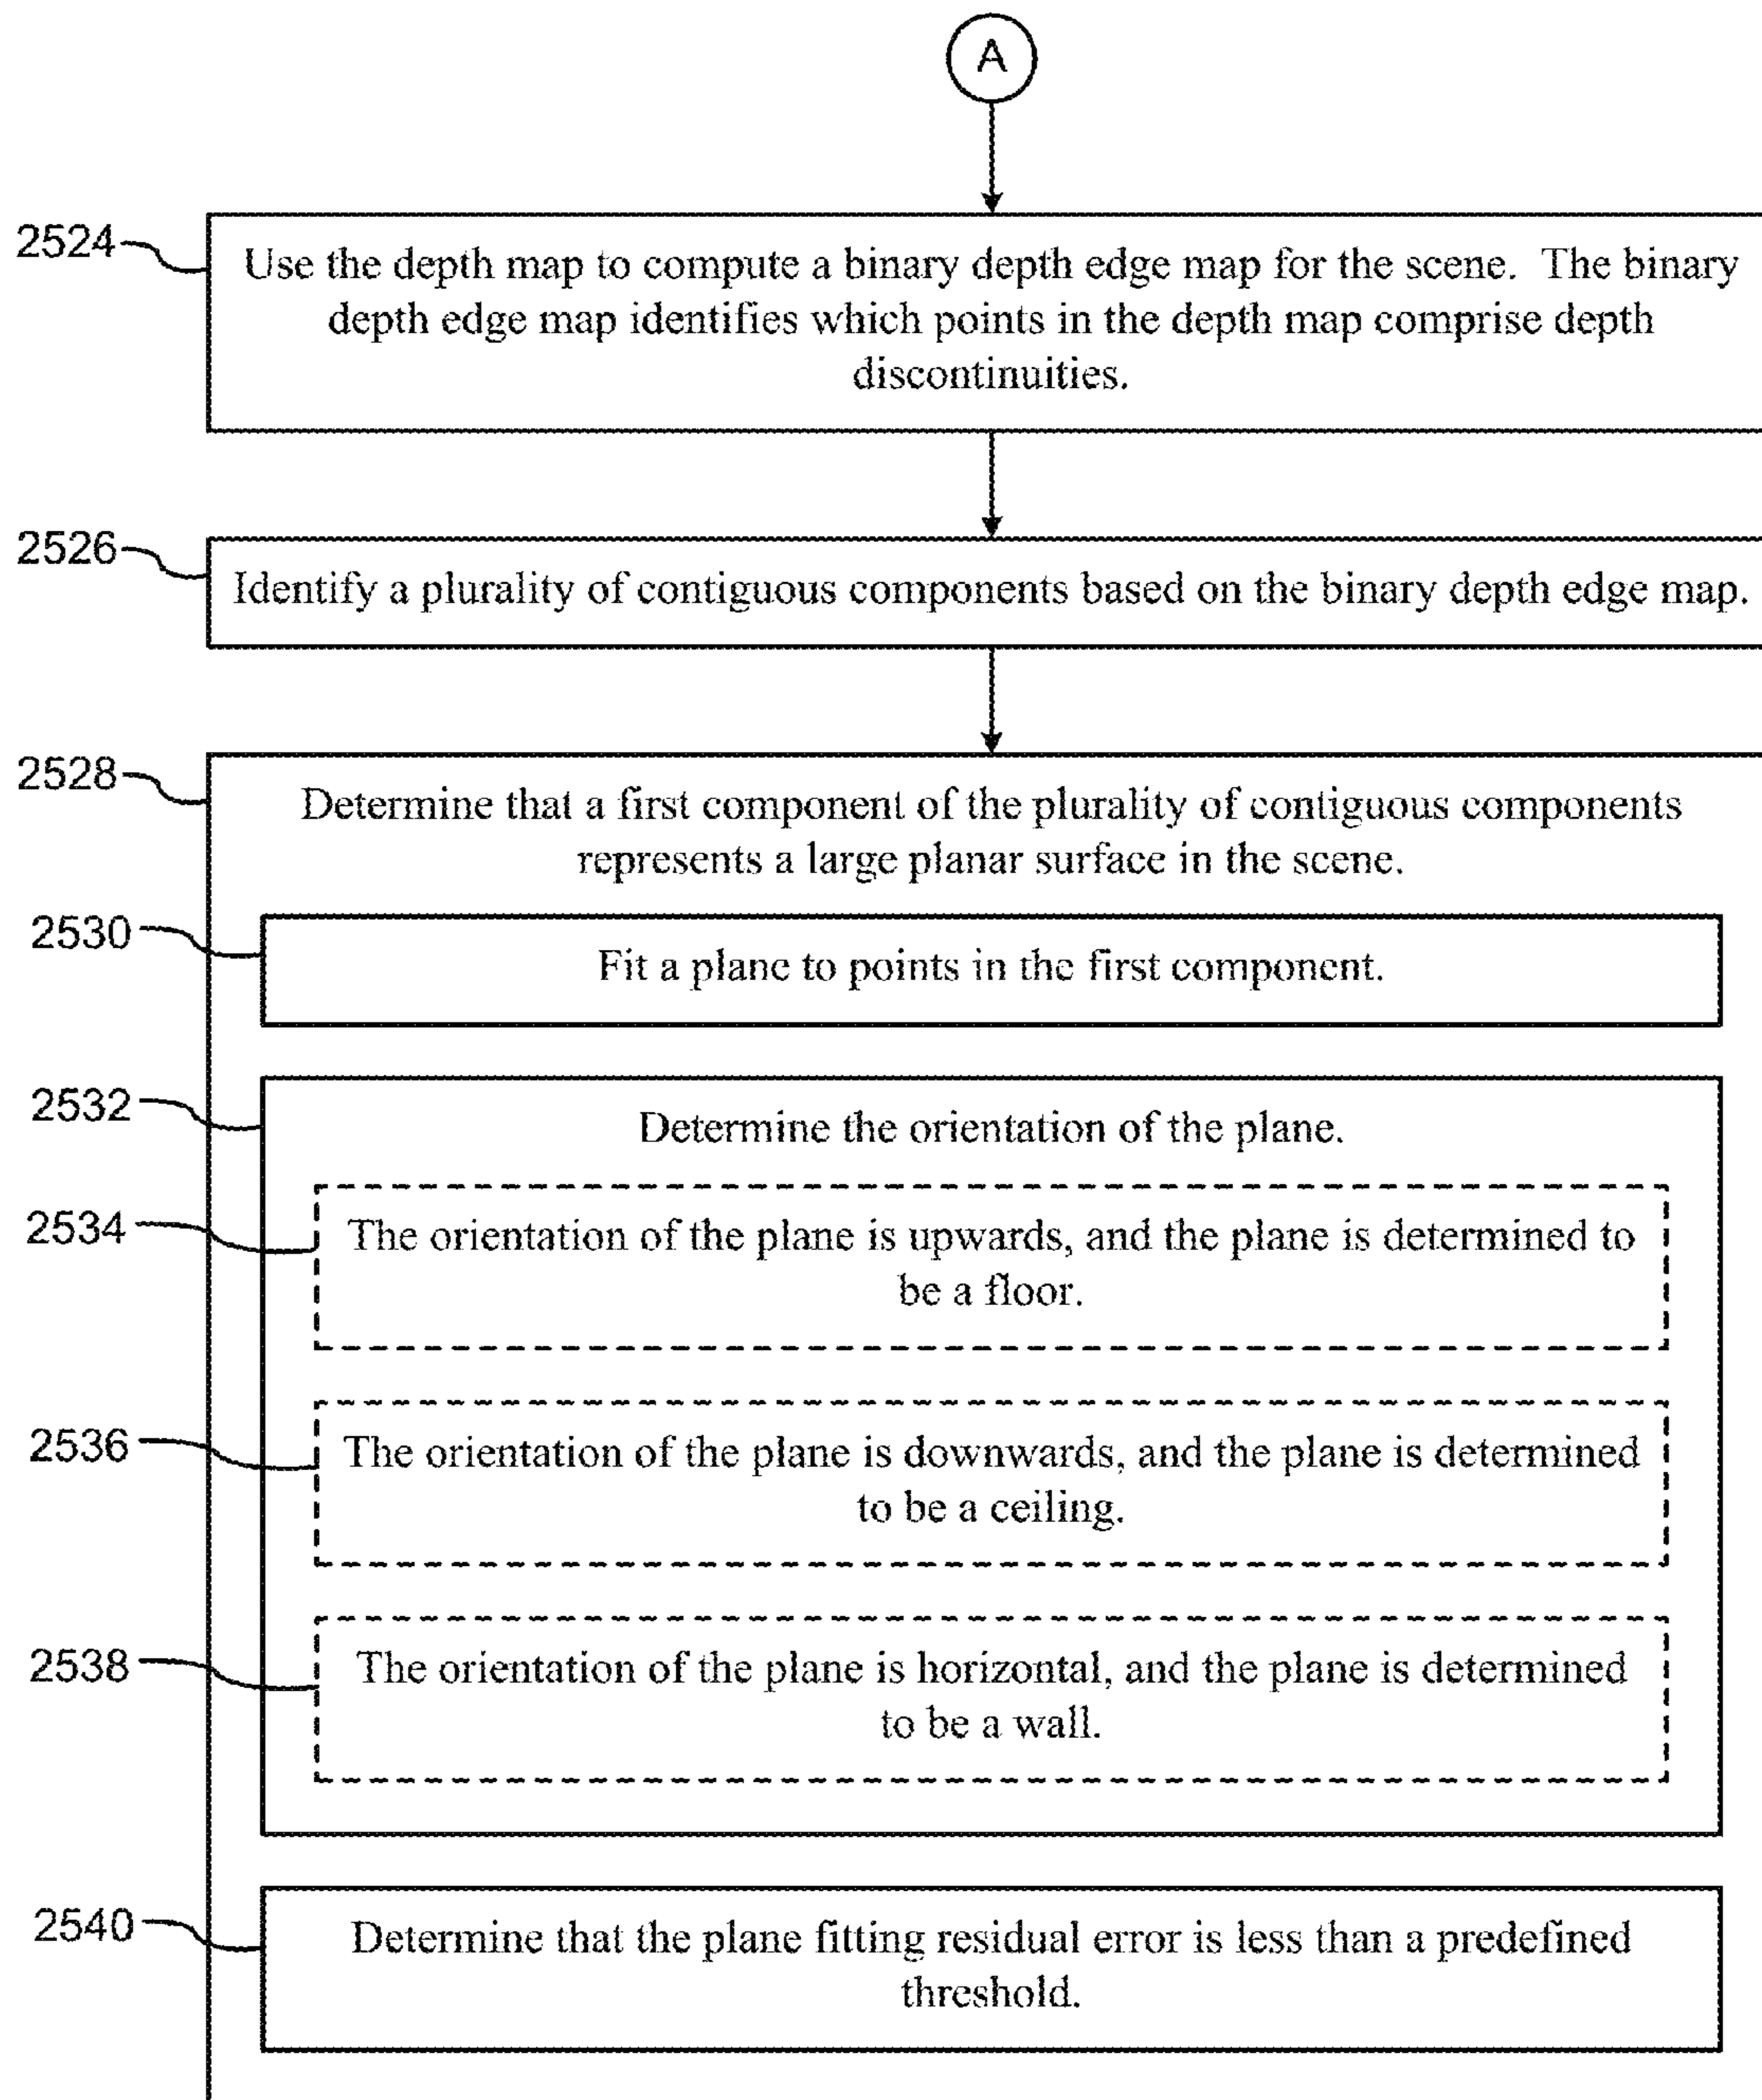 A
2524
Use the depth map to compute a binary depth edge map for the scene. The binary
depth edge map identifies which points in the depth map comprise depth
discontinuities.
2526
Identify a plurality of contiguous components based on the binary depth edge map.
2528
Determine that a first component of the plurality of contiguous components
represents a large planar surface in the scene.
2530
Fit a plane to points in the first component.
2532
Determine the orientation of the plane.
2534
The orientation of the plane is upwards, and the plane is determined to
be a floor.
2536
The orientation of the plane is downwards, and the plane is determined
to be a ceiling.
2538
The orientation of the plane is horizontal, and the plane is determined
to be a wall.
2540
Determine that the plane fitting residual error is less than a predefined
threshold.